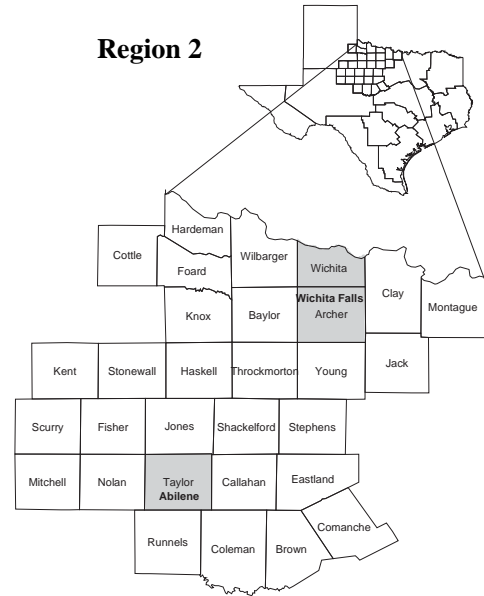 Region 2
Hardeman
Cottle
Wilbarger
Foard
Wichita
Clay
Wichita Falls
Montague
Knox
Baylor
Archer
Kent
Stonewall
Haskell
Throckmorton
Young
Jack
Scurry
Fisher
Jones
Shackelford
Stephens
Mitchell
Nolan
Taylor
Callahan
Eastland
Abilene
Comanche
Runnels
Coleman
Brown